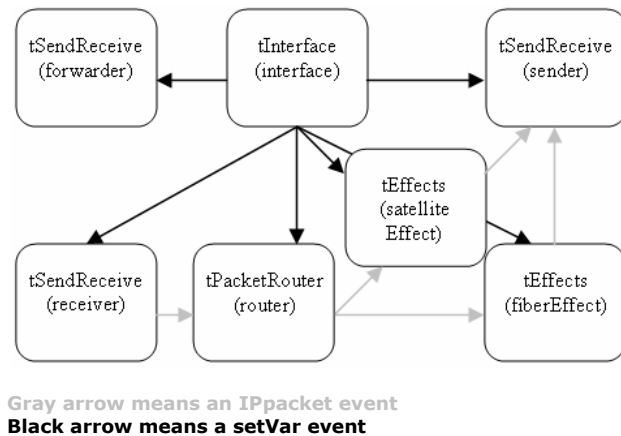 tSendReceive
(forwarder)
tInterface
(interface)
tSendReceive
(sender)
tEffects
(satellite
Effect)
tSendReceive
(receiver)
tPacketRouter
(router)
tEffects
(fiberEffect)
Gray arrow means an IPpacket event
Black arrow means a setVar event